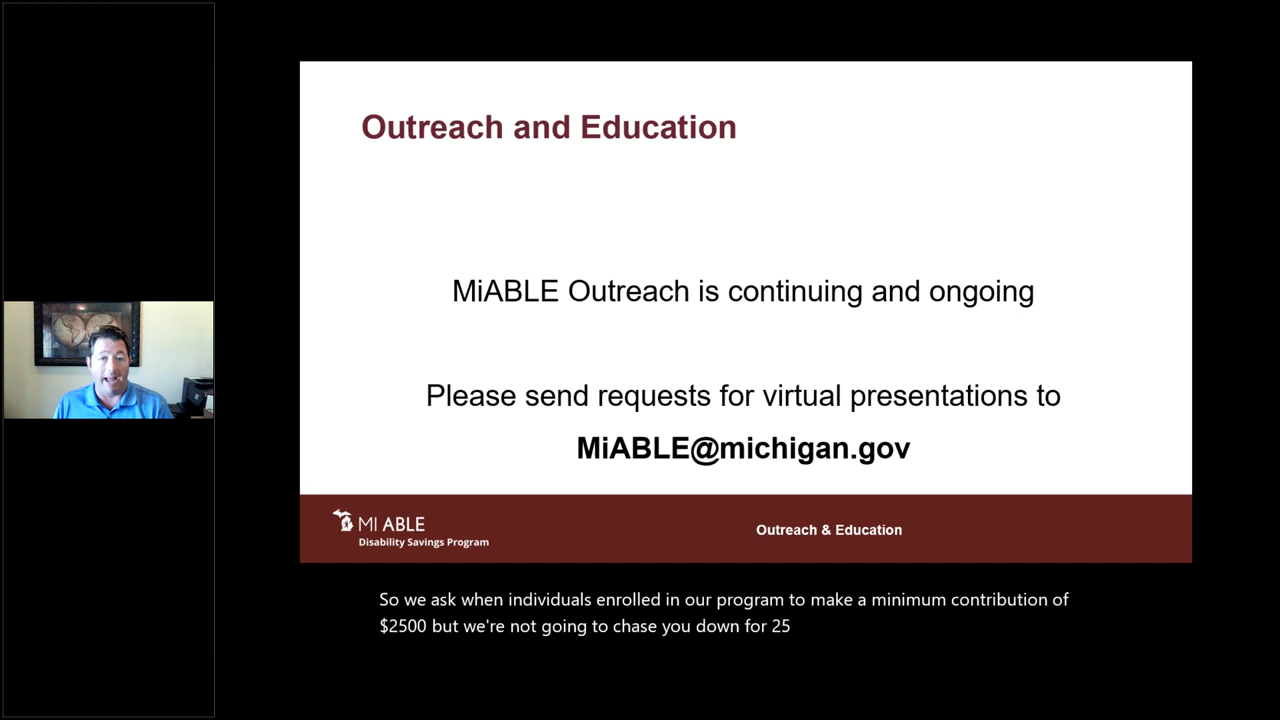 Outreach and Education
MiABLE Outreach is continuing and ongoing
Please send requests for virtual presentations to
MiABLE@michigan.gov
MI ABLE
Disability Savings Program
Outreach & Education
So we ask when individuals enrolled in our program to make a minimum contribution of
$2500 but we're not going to chase you down for 25